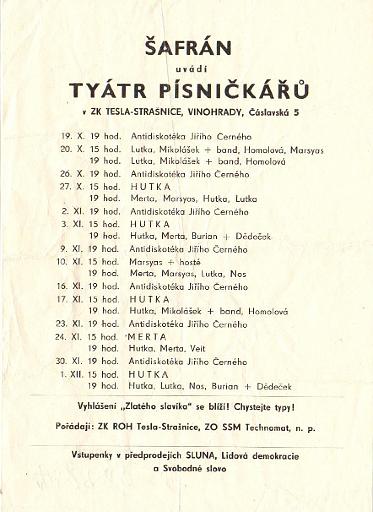 ŠAFRÁN
uvádí
TYÁTR PÍSNIČKÁŘŮ
v ZK TESLA-STRAŠNICE, VINOHRADY, Čáslavská 5
19. X. 19 hod. Antidiskotéka Jiřího Černého
20. X. 15 hod. Lutka, Mikolášek + band, Homolová, Marsyas
19 hod. Lutka, Mikolášek + band, Homolová
26. X. 19 hod. Antidiskotéka Jiřího Černého
27. X. 15 hod. HUTKA
19 hod. Merta, Marsyas, Hutka, Lutka
2. XI. 19 hod. Antidiskotéka Jiřího Černého
3. XI. 15 hod. HUTKA
19 hod. Hutka, Merta, Burian + Dědeček
9. XI. 19 hod. Antidiskotéka Jiřího Černého
10. XI. 15 hod. Marsyas + hosté
19 hod. Merta, Marsyas, Lutka, Nos
16. XI. 19 hod. Antidiskotéka Jiřího Černého
17. XI. 15 hod. HUTKA
19 hod. Hutka, Mikolášek + band, Homolová
23. XI. 19 hod. Antidiskotéka Jiřího Černého
24. XI. 15 hod. MERTA
19 hod. Hutka, Merta, Veit
30. XI. 19 hod. Antidiskotéka Jiřího Černého
1. XII. 15 hod. HUTKA
19 hod. Hutka, Lutka, Nos, Burian + Dědeček
Vyhlášení „Zlatého slavíka" se blíží! Chystejte typy!
Pořádají: ZK ROH Tesla-Strašnice, ZO SSM Technomat, n. p.
Vstupenky v předprodejích SLUNA, Lidová demokracie
a Svobodné slovo